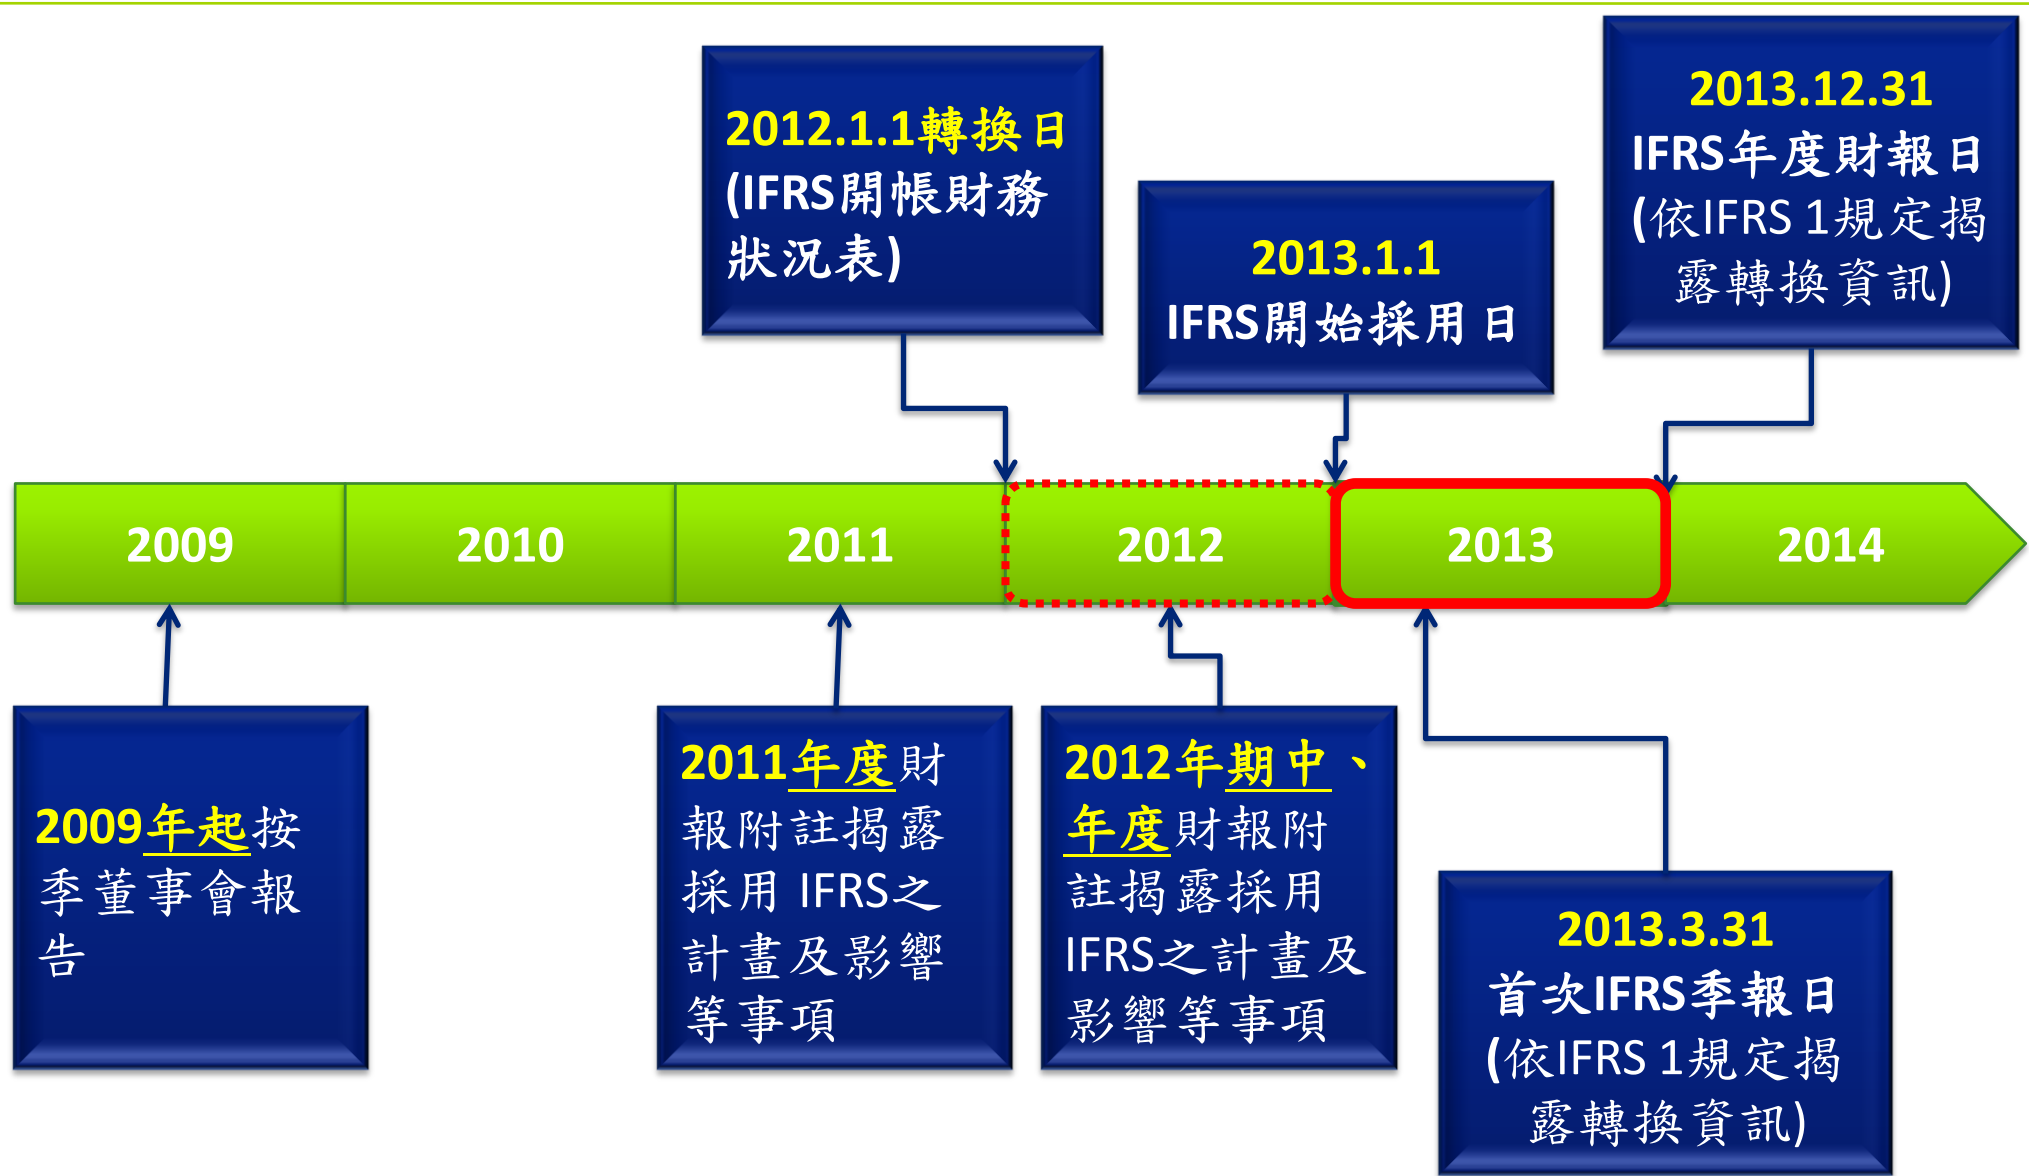 2012.1.1轉換日
(IFRS開帳財務
狀況表)
2013.1.1
IFRS開始採用日
2013.12.31
IFRS年度財報日
(依IFRS 1規定揭
露轉換資訊)
2009
2010
2011
2012
2013
2014
2009年起按
季董事會報
告
2011年度財
報附註揭露
採用 IFRS之
計畫及影響
等事項
2012年期中、
年度財報附
註揭露採用
IFRS之計畫及
影響等事項
2013.3.31
首次IFRS季報日
(依IFRS 1規定揭
露轉換資訊)